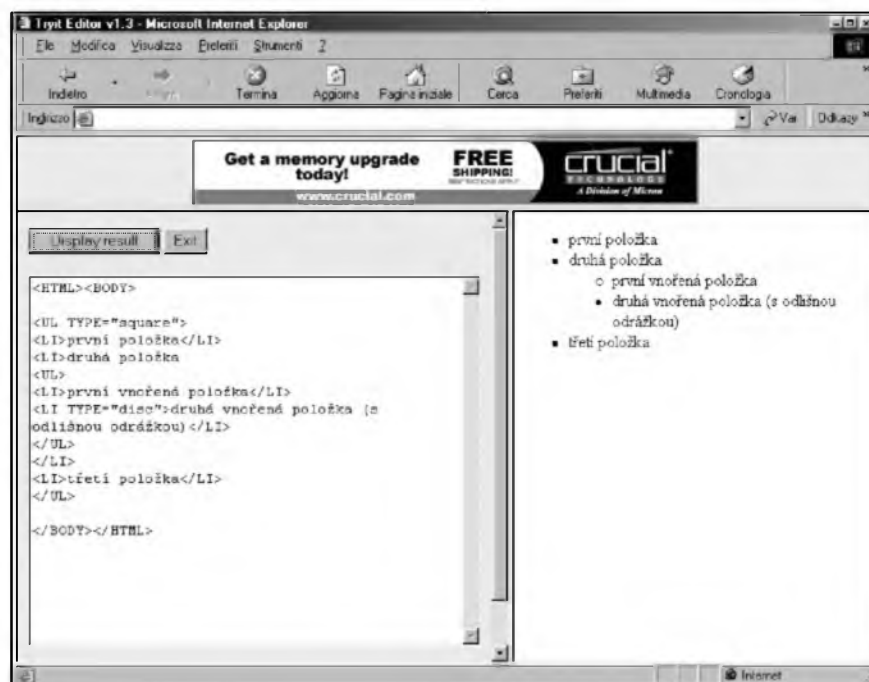 Tryit Editor v1.3 - Microsoft Internet Explorer
File Modifica Visualizza Preferiti Strumenti ?
Indietro Termina Aggiorna Pagina iniziale Cerca Preferiti Multimedia Cronologia
Indirizzo Vai Odkazy
Get a memory upgrade today!
www.crucial.com
FREE
SHIPPING!
crucial
TECHNOLOGY
A Division of Micron
Display result Exit
<HTML><BODY>
<UL TYPE="square">
<LI>první položka</LI>
<LI>druhá položka
<UL>
<LI>první vnořená položka</LI>
<LI TYPE="disc">druhá vnořená položka (s
odlišnou odrážkou)</LI>
</UL>
</LI>
<LI>třetí položka</LI>
</UL>
</BODY></HTML>
první položka
druhá položka
první vnořená položka
druhá vnořená položka (s odlišnou
odrážkou)
třetí položka
Internet